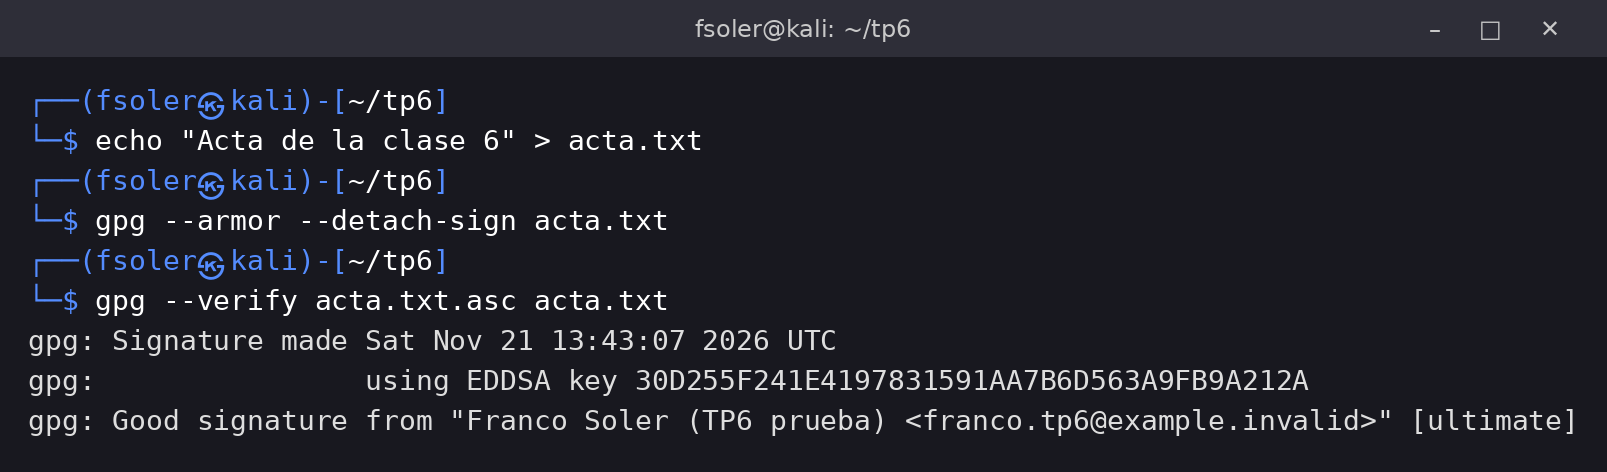 fsoler@kali: ~/tp6
┌──(fsoler㉿kali)-[~/tp6]
└─$ echo "Acta de la clase 6" > acta.txt
┌──(fsoler㉿kali)-[~/tp6]
└─$ gpg --armor --detach-sign acta.txt
┌──(fsoler㉿kali)-[~/tp6]
└─$ gpg --verify acta.txt.asc acta.txt
gpg: Signature made Sat Nov 21 13:43:07 2026 UTC
gpg:                using EDDSA key 30D255F241E4197831591AA7B6D563A9FB9A212A
gpg: Good signature from "Franco Soler (TP6 prueba) <franco.tp6@example.invalid>" [ultimate]